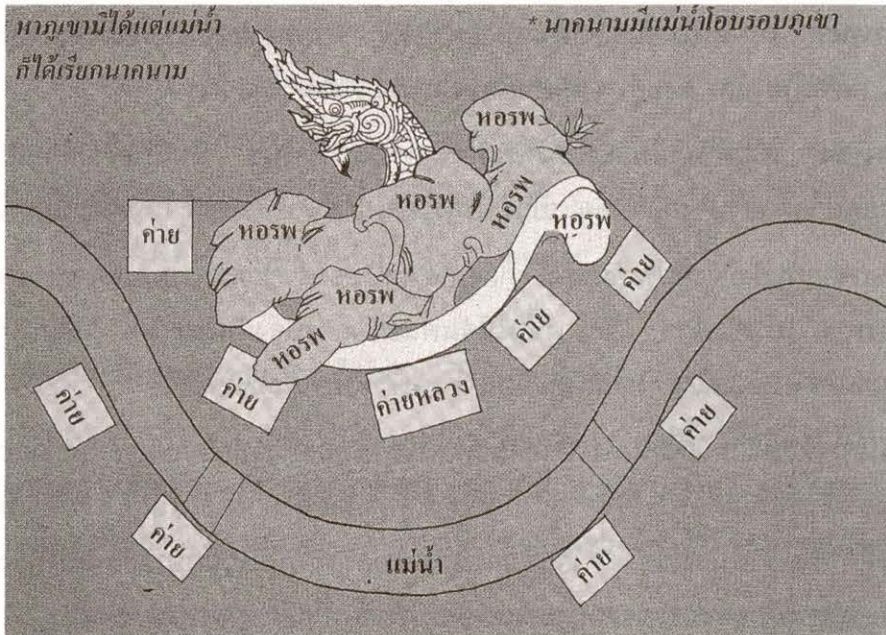 หาภูเขามิได้แต่แม่น้ำ
ก็ได้เรียกนาคนาม
* นาคนามมีแม่น้ำโอบรอบภูเขา
หอรพ
หอรพ
หอรพ
หอรพ
หอรพ
หอรพ
หอรพ
ค่าย
ค่าย
ค่าย
ค่าย
ค่ายหลวง
ค่าย
ค่าย
ค่าย
ค่าย
แม่น้ำ